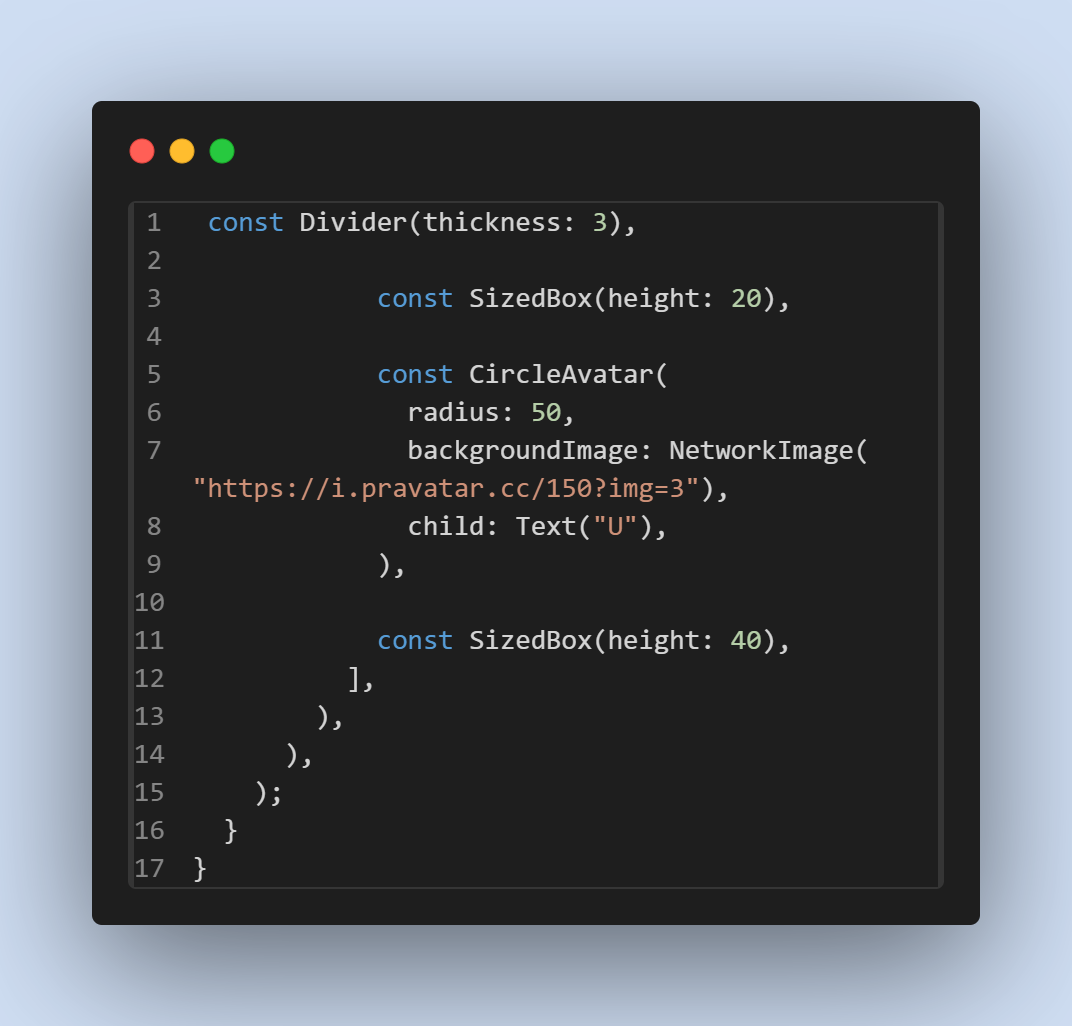 1 const Divider(thickness: 3),
2
3 const SizedBox(height: 20),
4
5 const CircleAvatar(
6 radius: 50,
7 backgroundImage: NetworkImage(
"https://i.pravatar.cc/150?img=3"),
8 child: Text("U"),
9 ),
10
11 const SizedBox(height: 40),
12 ],
13 ),
14 ),
15 );
16 }
17 }